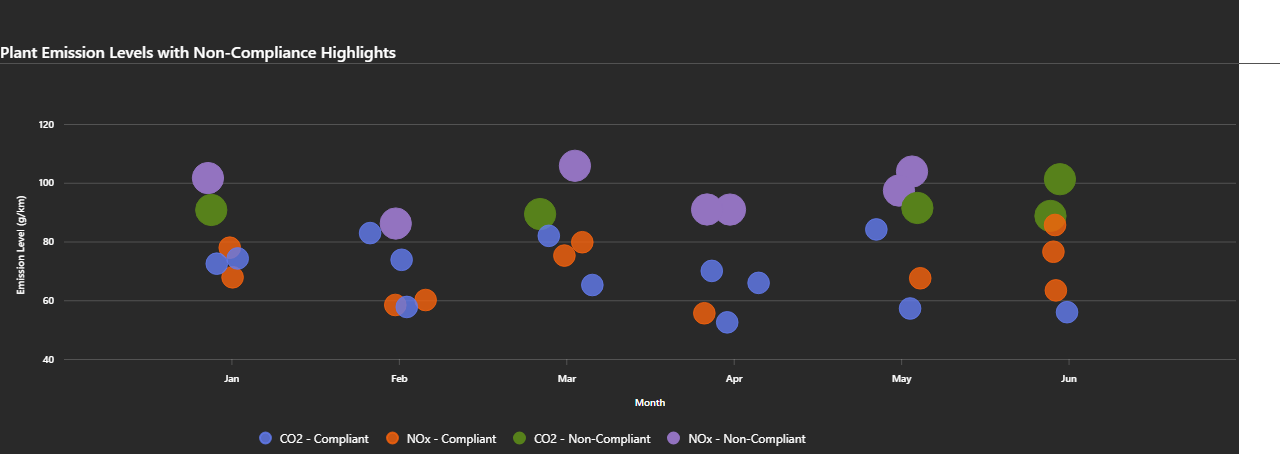 Plant Emission Levels with Non-Compliance Highlights
120
100
80
60
40
Emission Level (g/km)
Jan Feb Mar Apr May Jun
Month
CO2 - Compliant NOx - Compliant CO2 - Non-Compliant NOx - Non-Compliant